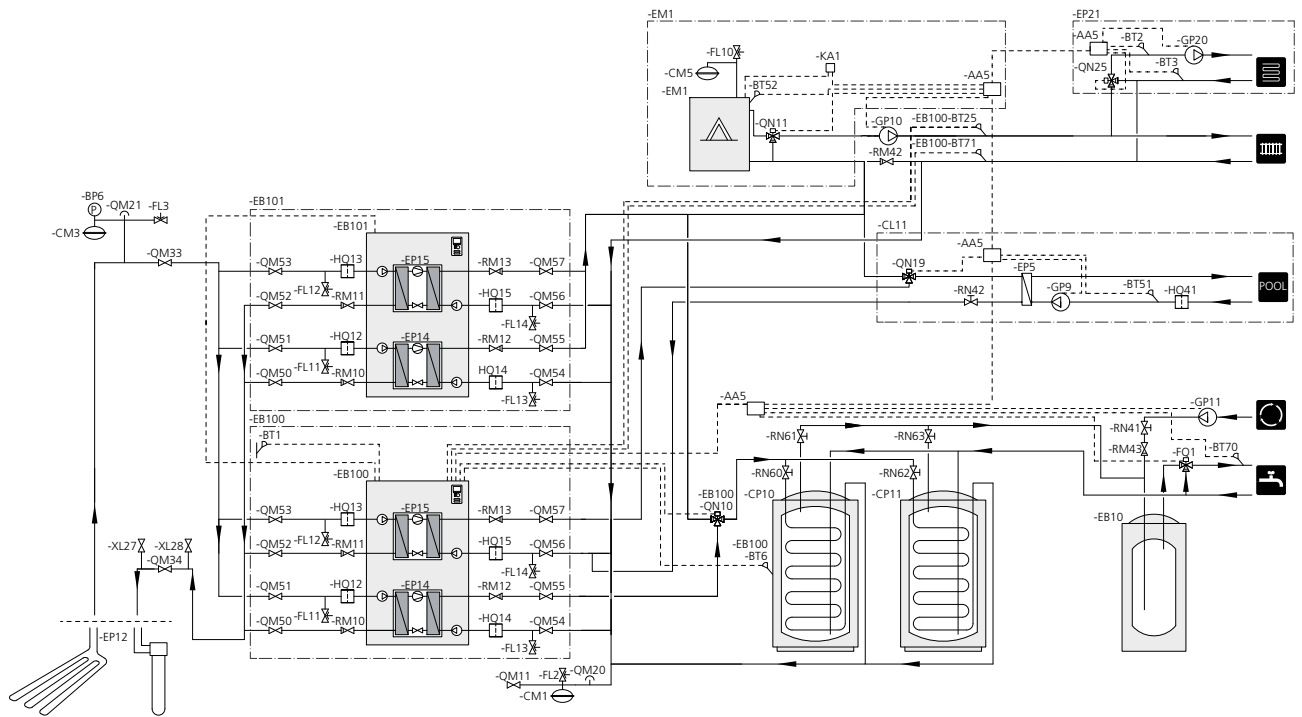 -EM1
-EP21
-FL10
-KA1
-AA5
-BT2
-GP20
-CM5
-BT3
-EM1
-BT52
-AA5
-QN25
-QN11
-GP10
-EB100-BT25
-RM42
-EB100-BT71
-BP6
-QM21
-FL3
-EB101
-CM3
-EB101
-CL11
-QM33
-AA5
-QM53
-HQ13
-EP15
-RM13
-QM57
-QN19
-EP5
-FL12
-GP9
-BT51
POOL
-QM52
-RM11
-HQ15
-QM56
-RN42
-HQ41
-FL14
-QM51
-HQ12
-EP14
-RM12
-QM55
-FL11
-QM50
-RM10
HQ14
-QM54
-FL13
-AA5
-GP11
-EB100
-BT1
-RN61
-RN63
-RN41
-RM43
-FQ1
-BT70
-EB100
-RN60
-RN62
-EB100
-QN10
-CP10
-CP11
-QM53
-HQ13
-EP15
-RM13
-QM57
-EB10
-FL12
-XL27
-XL28
-QM52
-RM11
-HQ15
-QM56
-EB100
-BT6
-QM34
-FL14
-QM51
-HQ12
-EP14
-RM12
-QM55
-FL11
-EP12
-QM50
-RM10
-HQ14
-QM54
-FL13
-QM11
-FL2
-QM20
-CM1